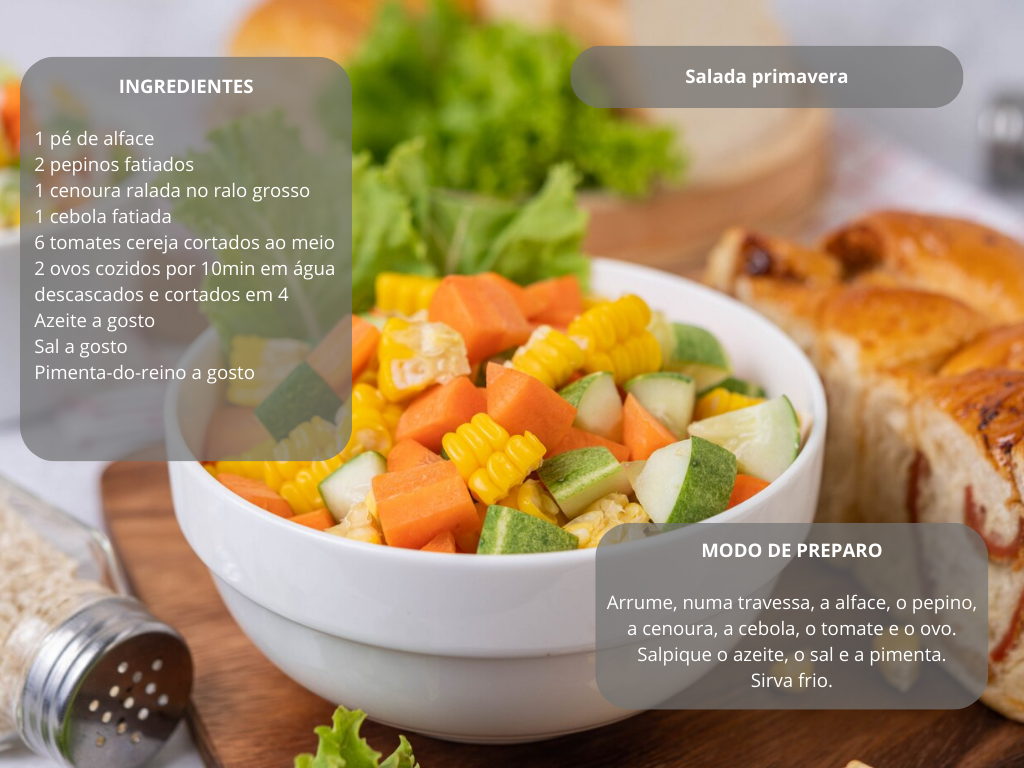 Salada primavera
INGREDIENTES
1 pé de alface
2 pepinos fatiados
1 cenoura ralada no ralo grosso
1 cebola fatiada
6 tomates cereja cortados ao meio
2 ovos cozidos por 10min em água
descascados e cortados em 4
Azeite a gosto
Sal a gosto
Pimenta-do-reino a gosto
MODO DE PREPARO
Arrume, numa travessa, a alface, o pepino,
a cenoura, a cebola, o tomate e o ovo.
Salpique o azeite, o sal e a pimenta.
Sirva frio.